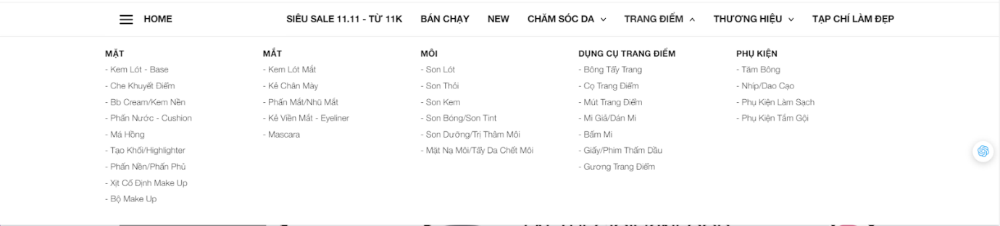 HOME
SIÊU SALE 11.11 - TỪ 11K
BÁN CHẠY
NEW
CHĂM SÓC DA
TRANG ĐIỂM
THƯƠNG HIỆU
TẠP CHÍ LÀM ĐẸP
MẶT
- Kem Lót - Base
- Che Khuyết Điểm
- Bb Cream/Kem Nền
- Phấn Nước - Cushion
- Má Hồng
- Tạo Khối/Highlighter
- Phấn Nền/Phấn Phủ
- Xịt Cố Định Make Up
- Bộ Make Up
MẮT
- Kem Lót Mắt
- Kẻ Chân Mày
- Phấn Mắt/Nhũ Mắt
- Kẻ Viền Mắt - Eyeliner
- Mascara
MÔI
- Son Lót
- Son Thỏi
- Son Kem
- Son Bóng/Son Tint
- Son Dưỡng/Trị Thâm Môi
- Mặt Nạ Môi/Tẩy Da Chết Môi
DỤNG CỤ TRANG ĐIỂM
- Bông Tẩy Trang
- Cọ Trang Điểm
- Mút Trang Điểm
- Mi Giả/Dán Mi
- Bấm Mi
- Giấy/Phim Thấm Dầu
- Gương Trang Điểm
PHỤ KIỆN
- Tăm Bông
- Nhíp/Dao Cạo
- Phụ Kiện Làm Sạch
- Phụ Kiện Tắm Gội